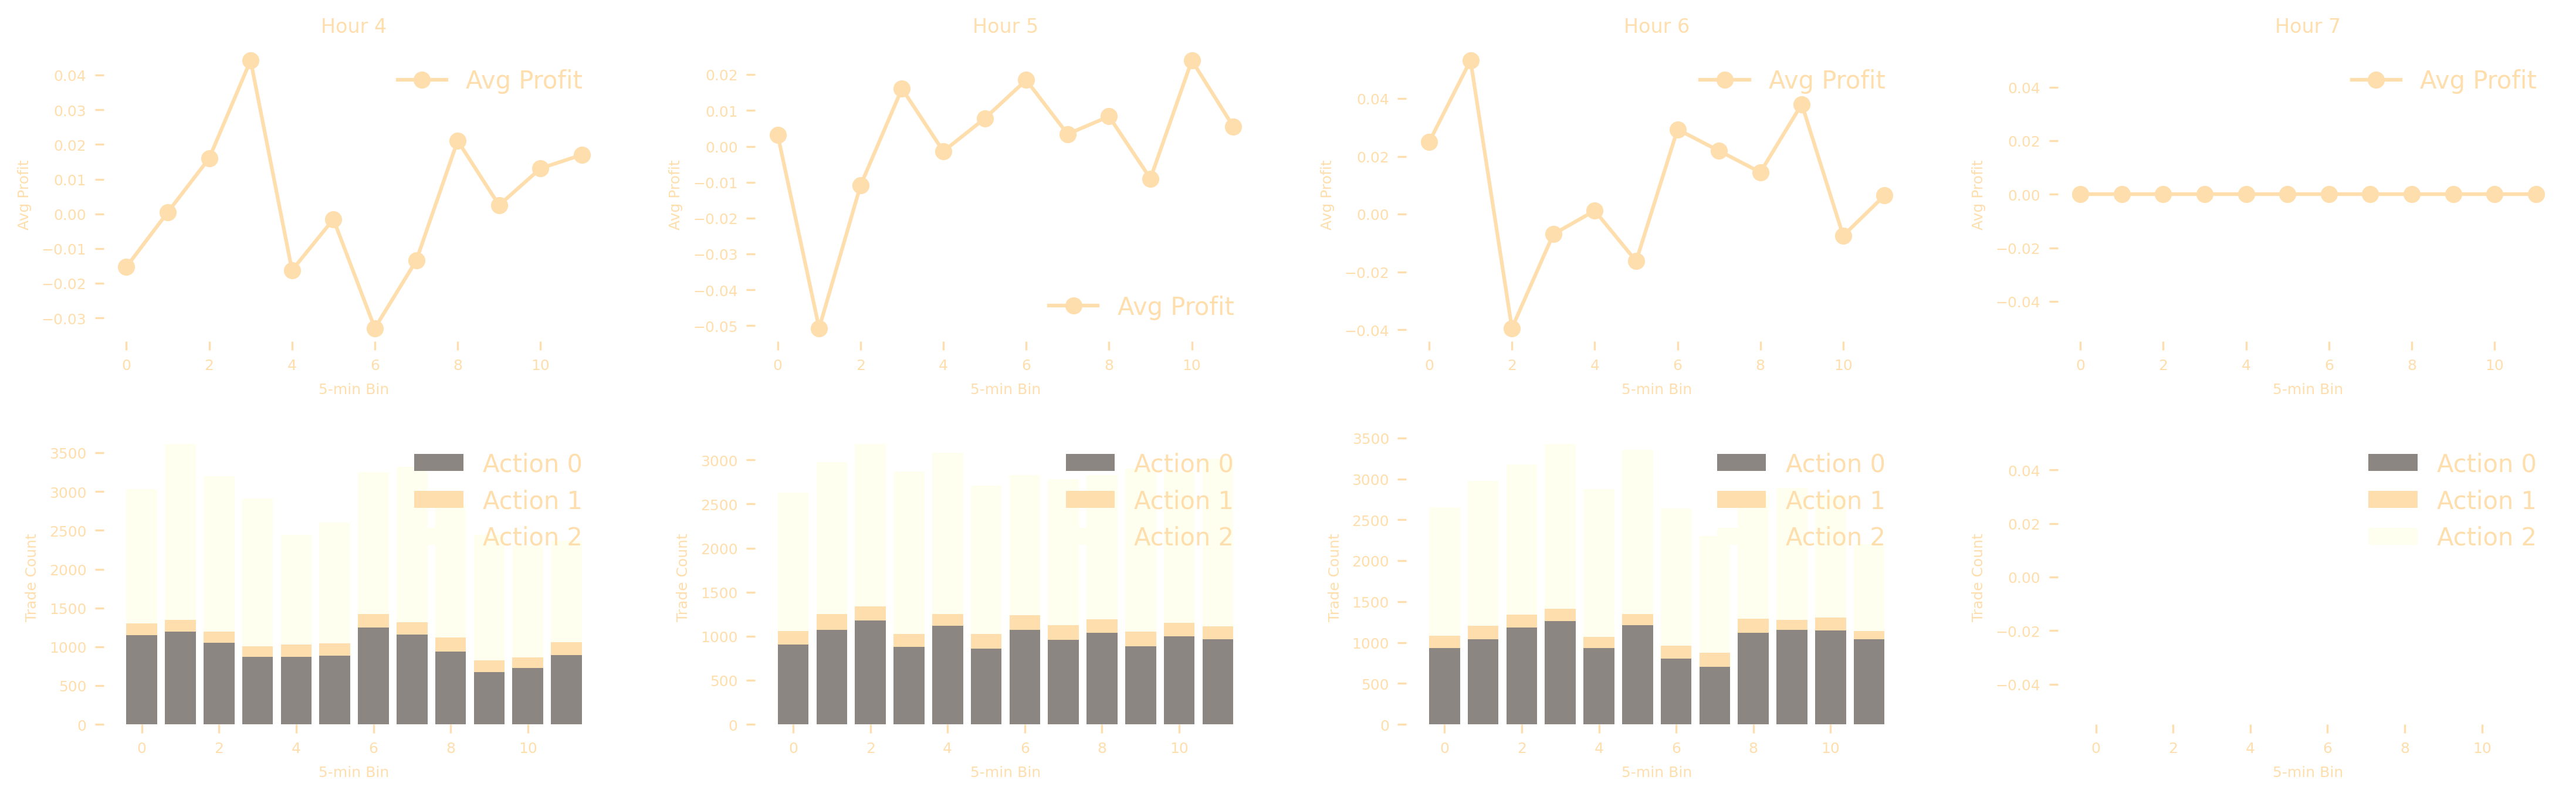 Hour 4
Avg Profit
0.04
0.03
0.02
0.01
0.00
−0.01
−0.02
−0.03
Avg Profit
0 2 4 6 8 10
5-min Bin
Hour 5
Avg Profit
0.02
0.01
0.00
−0.01
−0.02
−0.03
−0.04
−0.05
Avg Profit
0 2 4 6 8 10
5-min Bin
Hour 6
Avg Profit
0.04
0.02
0.00
−0.02
−0.04
Avg Profit
0 2 4 6 8 10
5-min Bin
Hour 7
Avg Profit
0.04
0.02
0.00
−0.02
−0.04
Avg Profit
0 2 4 6 8 10
5-min Bin
3500
3000
2500
2000
1500
1000
500
0
Trade Count
Action 0
Action 1
Action 2
0 2 4 6 8 10
5-min Bin
3000
2500
2000
1500
1000
500
0
Trade Count
Action 0
Action 1
Action 2
0 2 4 6 8 10
5-min Bin
3500
3000
2500
2000
1500
1000
500
0
Trade Count
Action 0
Action 1
Action 2
0 2 4 6 8 10
5-min Bin
0.04
0.02
0.00
−0.02
−0.04
Trade Count
Action 0
Action 1
Action 2
0 2 4 6 8 10
5-min Bin